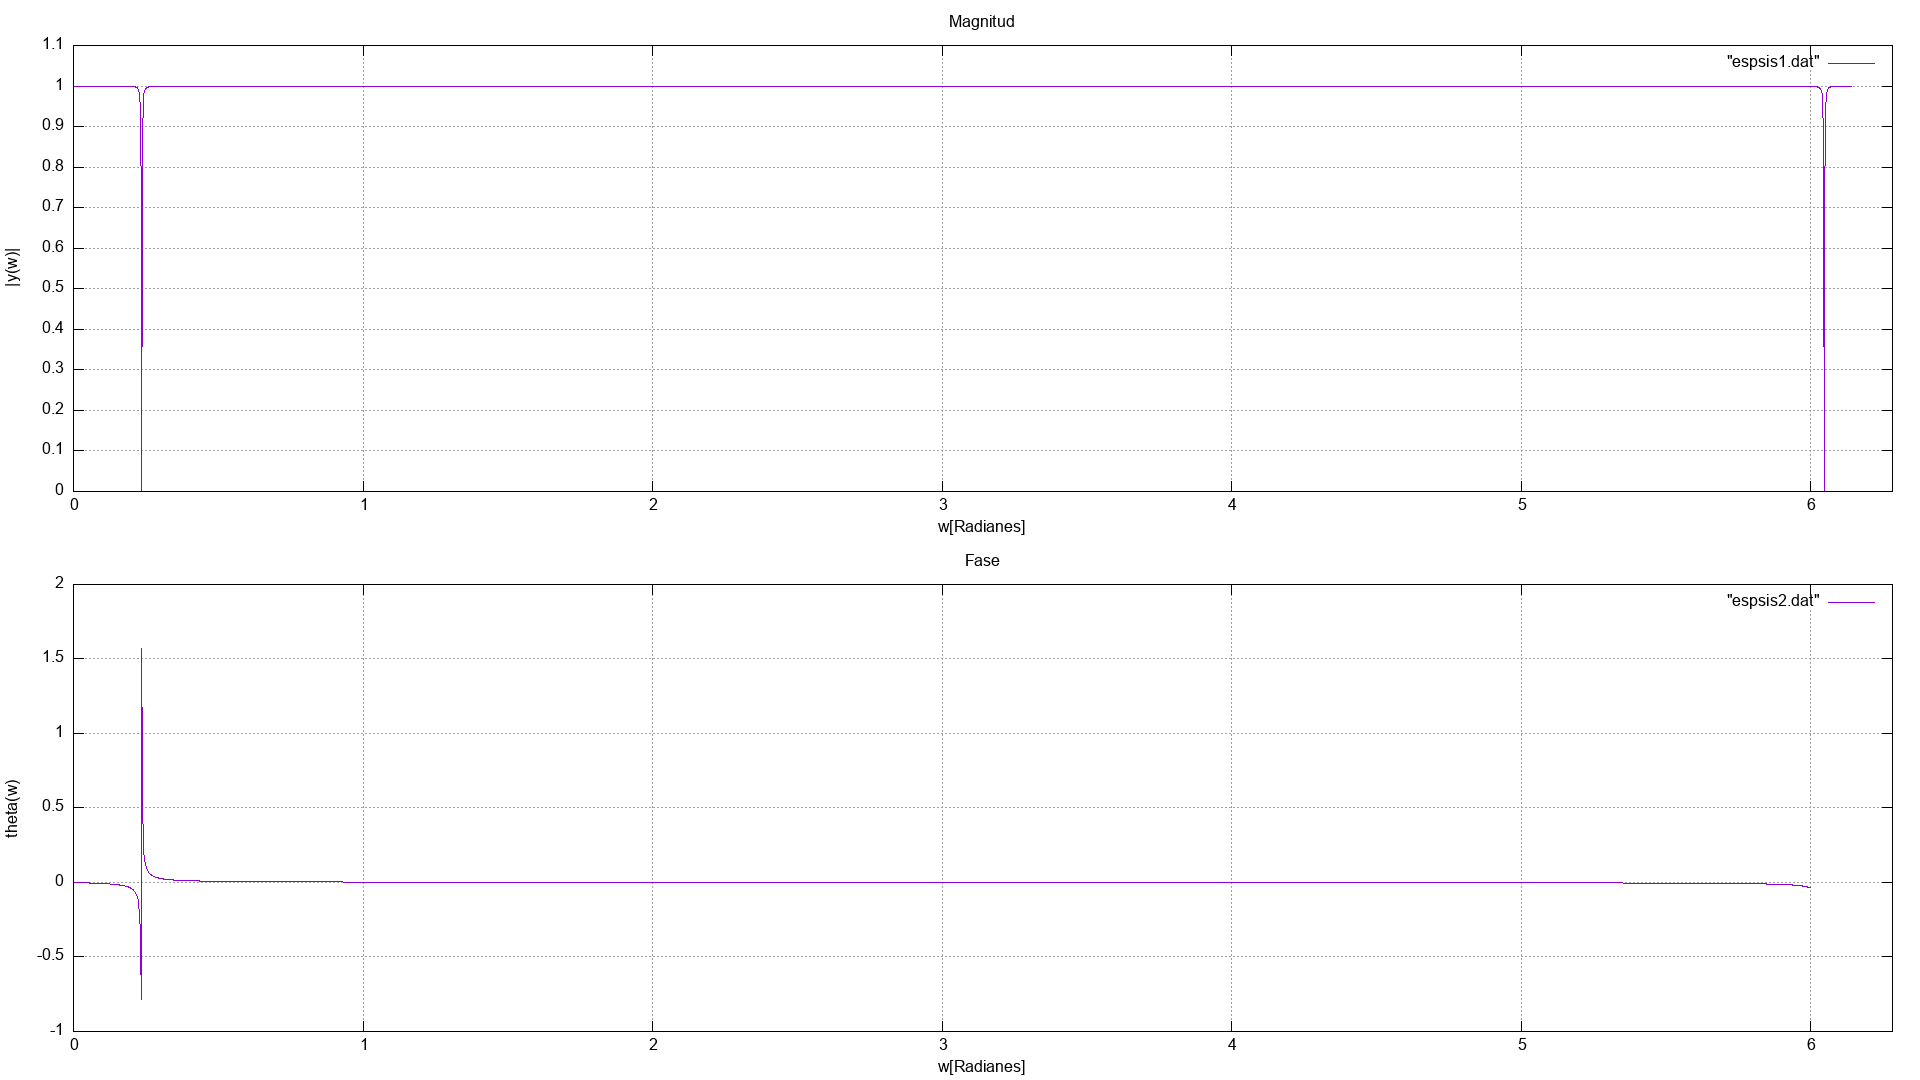 Magnitud
"espsis1.dat"
1.1
1
0.9
0.8
0.7
0.6
0.5
0.4
0.3
0.2
0.1
0
|y(w)|
0 1 2 3 4 5 6
w[Radianes]
Fase
"espsis2.dat"
2
1.5
1
0.5
0
-0.5
-1
theta(w)
0 1 2 3 4 5 6
w[Radianes]